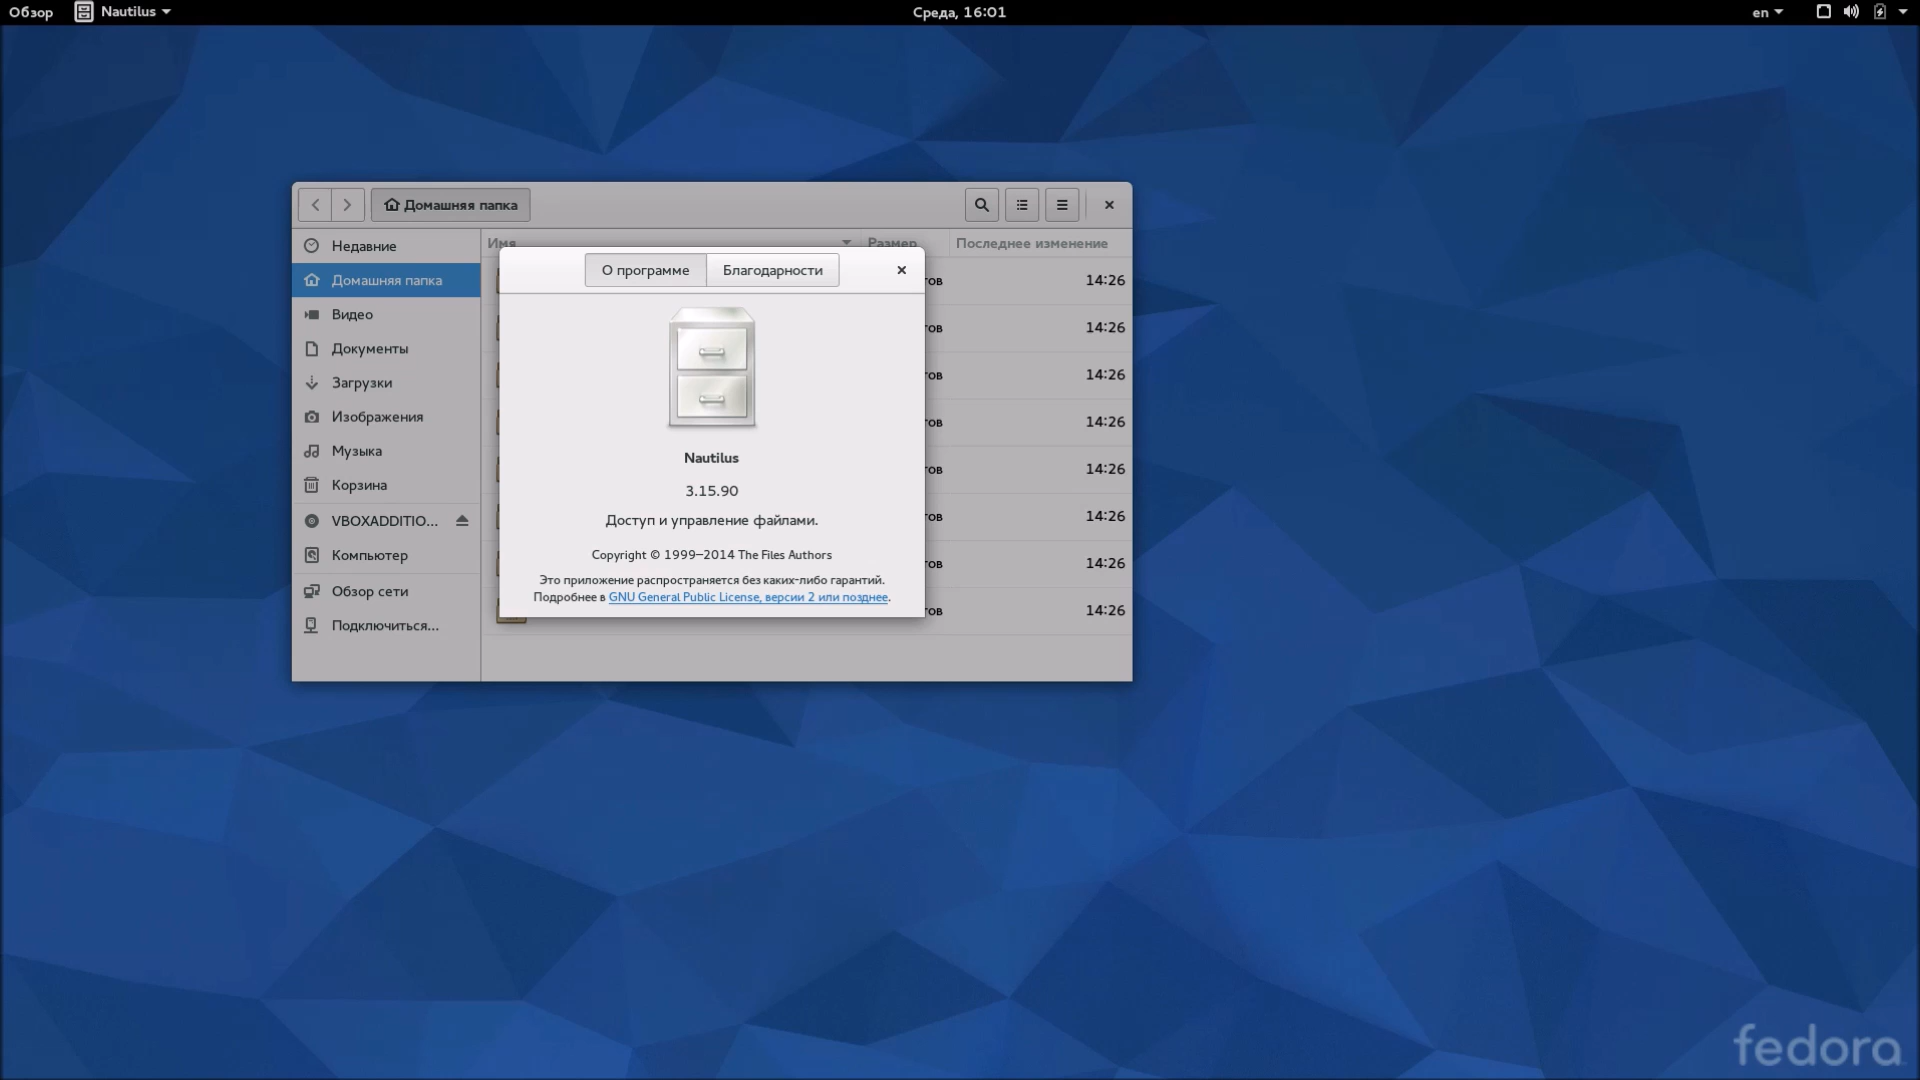 Обзор
Nautilus
Среда, 16:01
en
Домашняя папка
Имя
Размер
Последнее изменение
Недавние
Домашняя папка
Видео
Документы
Загрузки
Изображения
Музыка
Корзина
VBOXADDITIO...
Компьютер
Обзор сети
Подключиться...
О программе
Благодарности
Nautilus
3.15.90
Доступ и управление файлами.
Copyright © 1999–2014 The Files Authors
Это приложение распространяется без каких-либо гарантий.
Подробнее в GNU General Public License, версии 2 или позднее.
14:26
14:26
14:26
14:26
14:26
14:26
14:26
14:26
fedora